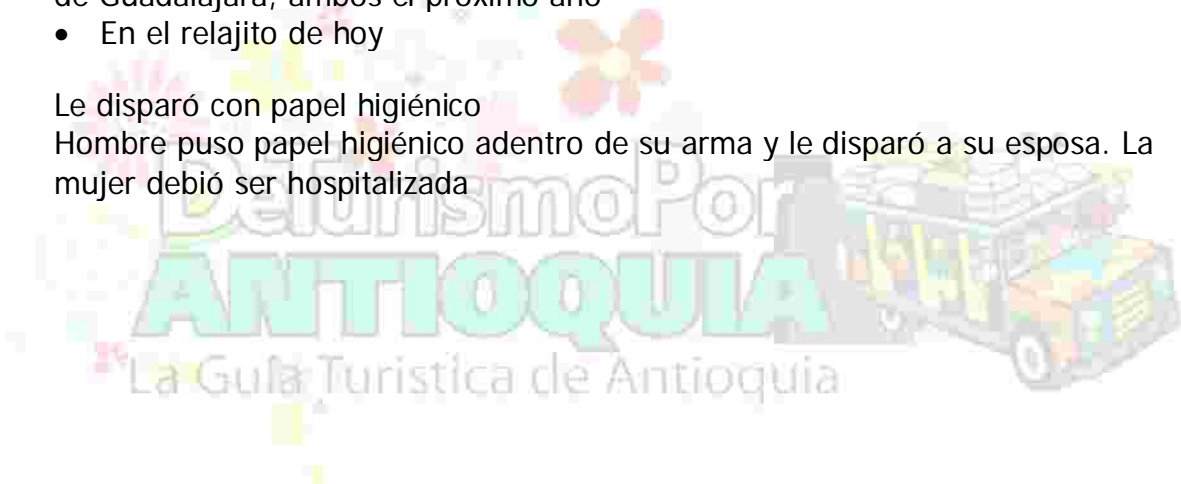 de Guadalajara, ambos el próximo año
• En el relajito de hoy
Le disparó con papel higiénico
Hombre puso papel higiénico adentro de su arma y le disparó a su esposa. La
mujer debió ser hospitalizada
DeTurismoPor
ANTIOQUIA
La Guía Turistica de Antioquia